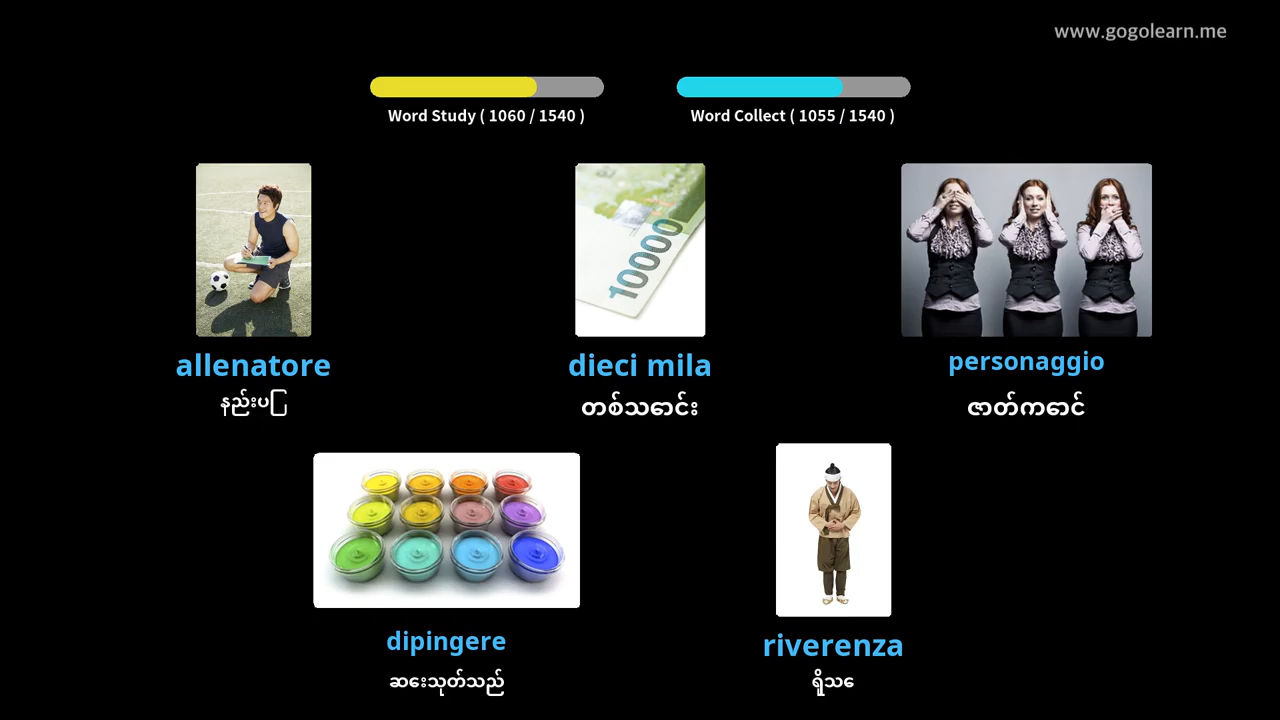 www.gogolearn.me
Word Study ( 1060 / 1540 )
Word Collect ( 1055 / 1540 )
10000
allenatore
dieci mila
personaggio
နည်းပြ
တစ်သောင်း
ဇာတ်ကောင်
dipingere
riverenza
ဆေးသုတ်သည်
ရှိသေ